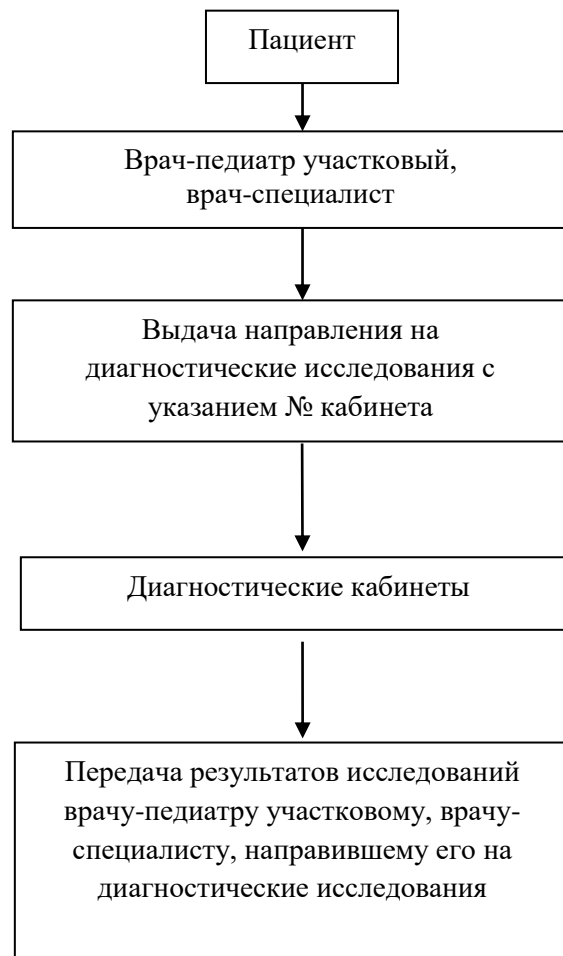 Пациент
Врач-педиатр участковый,
врач-специалист
Выдача направления на
диагностические исследования с
указанием № кабинета
Диагностические кабинеты
Передача результатов исследований
врачу-педиатру участковому, врачу-
специалисту, направившему его на
диагностические исследования